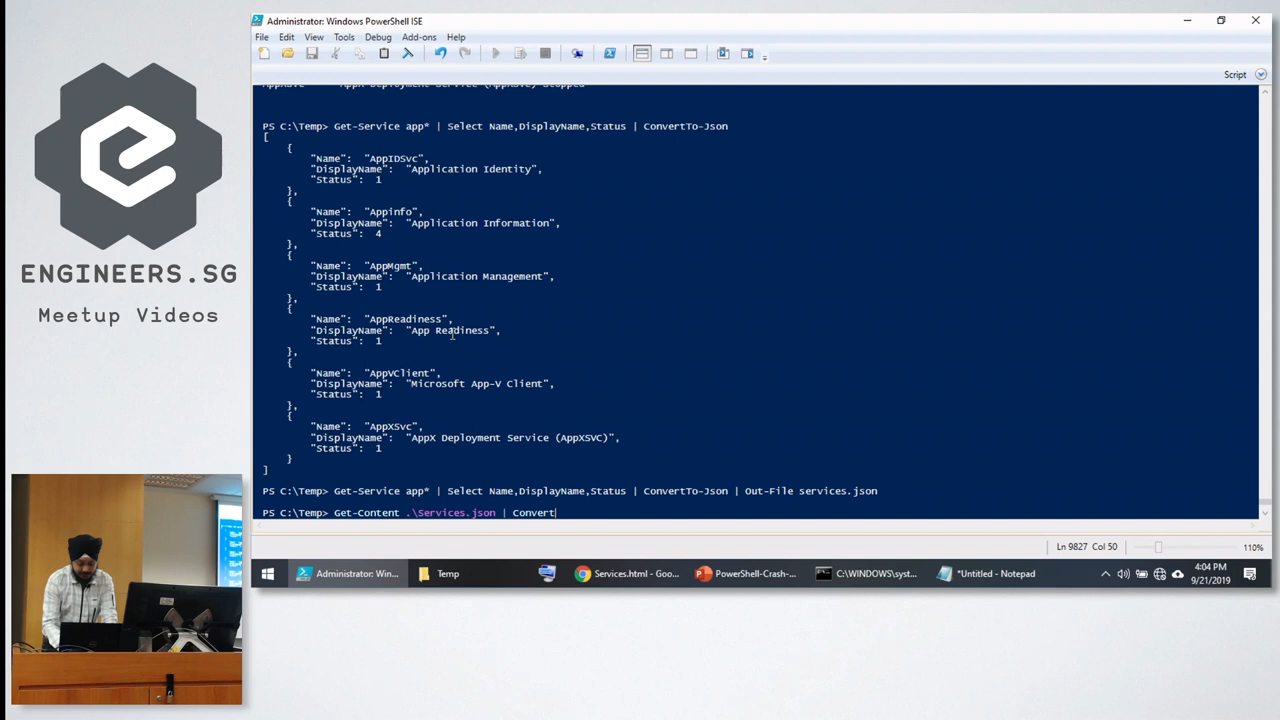 Administrator: Windows PowerShell ISE
File Edit View Tools Debug Add-ons Help
Script
AppXSvc AppX Deployment Service (AppXSVC) Stopped
PS C:\Temp> Get-Service app* | Select Name,DisplayName,Status | ConvertTo-Json
[
{
"Name": "AppIDSvc",
"DisplayName": "Application Identity",
"Status": 1
},
{
"Name": "Appinfo",
"DisplayName": "Application Information",
"Status": 4
},
{
"Name": "AppMgmt",
"DisplayName": "Application Management",
"Status": 1
},
{
"Name": "AppReadiness",
"DisplayName": "App Readiness",
"Status": 1
},
{
"Name": "AppVClient",
"DisplayName": "Microsoft App-V Client",
"Status": 1
},
{
"Name": "AppXSvc",
"DisplayName": "AppX Deployment Service (AppXSVC)",
"Status": 1
}
]
PS C:\Temp> Get-Service app* | Select Name,DisplayName,Status | ConvertTo-Json | Out-File services.json
PS C:\Temp> Get-Content .\Services.json | Convert
Ln 9827 Col 50 110%
Administrator: Win... Temp Services.html - Goo... PowerShell-Crash-... C:\WINDOWS\syst... *Untitled - Notepad
4:04 PM
9/21/2019
ENGINEERS.SG
Meetup Videos